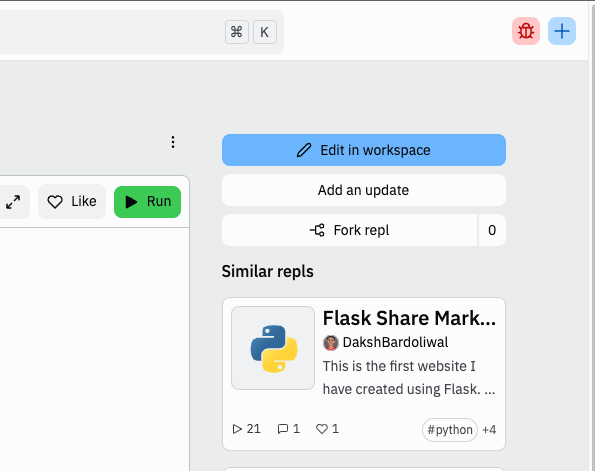 ⌘ K
Edit in workspace
Add an update
Like
Run
Fork repl
0
Similar repls
Flask Share Mark...
DakshBardoliwal
This is the first website I
have created using Flask. ...
21 1 1 #python +4